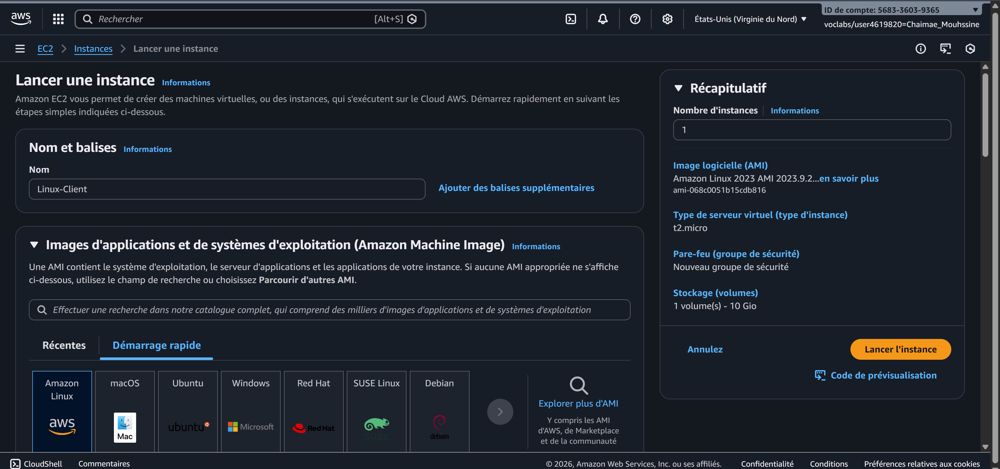 aws
Rechercher
[Alt+S]
États-Unis (Virginie du Nord)
ID de compte: 5683-3603-9365
voclabs/user4619820=Chaimae_Mouhssine
EC2
Instances
Lancer une instance
Lancer une instance
Informations
Amazon EC2 vous permet de créer des machines virtuelles, ou des instances, qui s'exécutent sur le Cloud AWS. Démarrez rapidement en suivant les
étapes simples indiquées ci-dessous.
Nom et balises
Informations
Nom
Linux-Client
Ajouter des balises supplémentaires
Images d'applications et de systèmes d'exploitation (Amazon Machine Image)
Informations
Une AMI contient le système d'exploitation, le serveur d'applications et les applications de votre instance. Si aucune AMI appropriée ne s'affiche
ci-dessous, utilisez le champ de recherche ou choisissez Parcourir d'autres AMI.
Effectuer une recherche dans notre catalogue complet, qui comprend des milliers d'images d'applications et de systèmes d'exploitation
Récentes
Démarrage rapide
Amazon
Linux
aws
macOS
Mac
Ubuntu
ubuntu
Windows
Microsoft
Red Hat
Red Hat
SUSE Linux
SUSE
Debian
debian
Explorer plus d'AMI
Y compris les AMI
d'AWS, de Marketplace
et de la communauté
Récapitulatif
Nombre d'instances
Informations
1
Image logicielle (AMI)
Amazon Linux 2023 AMI 2023.9.2...en savoir plus
ami-068c0051b15cdb816
Type de serveur virtuel (type d'instance)
t2.micro
Pare-feu (groupe de sécurité)
Nouveau groupe de sécurité
Stockage (volumes)
1 volume(s) - 10 Gio
Annulez
Lancer l'instance
Code de prévisualisation
CloudShell
Commentaires
© 2026, Amazon Web Services, Inc. ou ses affiliés.
Confidentialité
Conditions
Préférences relatives aux cookies